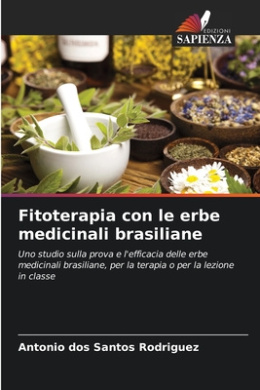 EDIZIONI
SAPIENZA
Fitoterapia con le erbe
medicinali brasiliane
Uno studio sulla prova e l'efficacia delle erbe
medicinali brasiliane, per la terapia o per la lezione
in classe
Antonio dos Santos Rodriguez